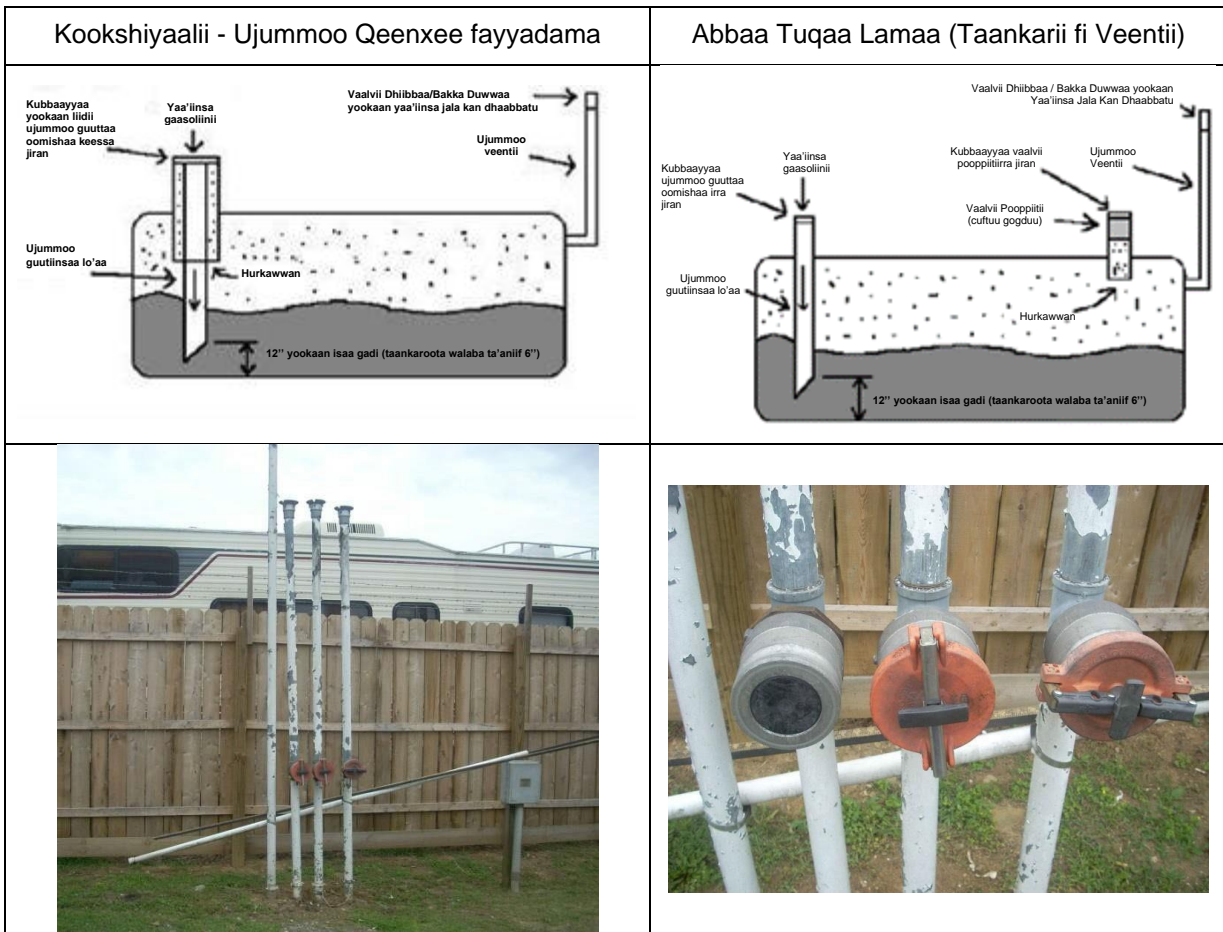 Kookshiyaalii - Ujummoo Qeenxee fayyadama
Abbaa Tuqaa Lamaa (Taankarii fi Veentii)
Kubbaayyaa
yookaan liidii
ujummoo guuttaa
oomishaa keessa
jiran
Yaa’iinsa
gaasoliinii
Vaalvii Dhiibbaa/Bakka Duwwaa
yookaan yaa’iinsa jala kan dhaabbatu
Ujummoo
veentii
Ujummoo
guutiinsaa lo’aa
Hurkawwan
12’’ yookaan isaa gadi (taankaroota walaba ta’aniif 6’’)
Vaalvii Dhiibbaa / Bakka Duwwaa yookaan
Yaa’iinsa Jala Kan Dhaabbatu
Kubbaayyaa
ujummoo guuttaa
oomishaa irra
jiran
Yaa’iinsa
gaasoliinii
Kubbaayyaa vaalvii
pooppiitiirra jiran
Ujummoo
Veentii
Vaalvii Pooppiitii
(cuftuu gogduu)
Ujummoo
guutiinsaa lo’aa
Hurkawwan
12’’ yookaan isaa gadi (taankaroota walaba ta’aniif 6’’)